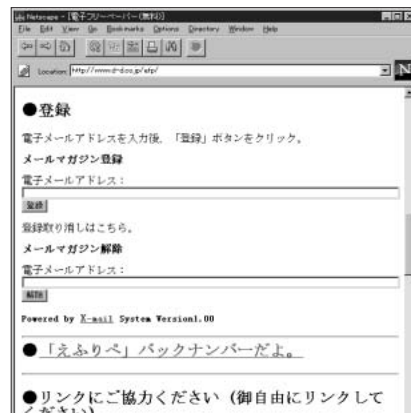 Netscape - [電子フリーペーパー(無料)]
File Edit View Go Bookmarks Options Directory Window Help
Location: http://www.d-doo.jp/efp/
N
●登録
電子メールアドレスを入力後、「登録」ボタンをクリック。
メールマガジン登録
電子メールアドレス：
登録
登録取り消しはこちら。
メールマガジン解除
電子メールアドレス：
解除
Powered by X-mail System Version1.00
●「えふりぺ」バックナンバーだよ。
●リンクにご協力ください（御自由にリンクして
ください）